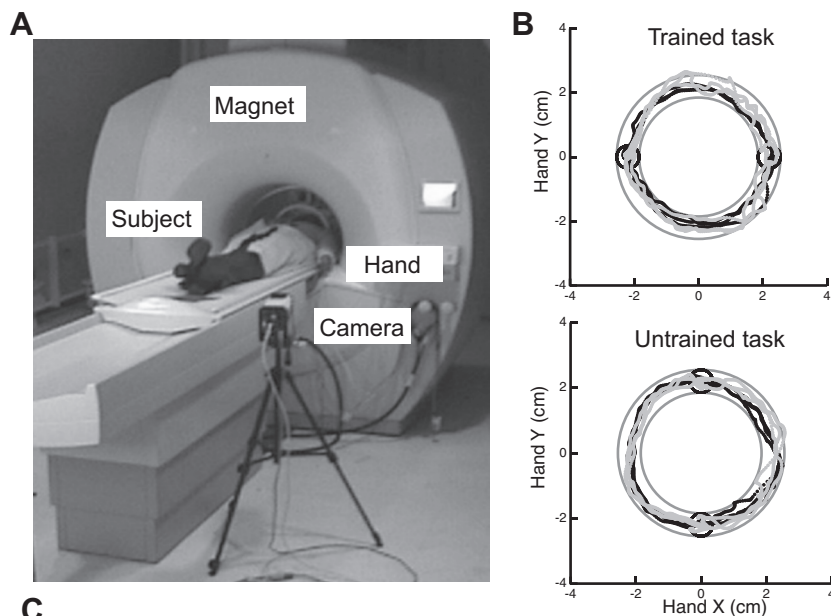 A
Magnet
Subject
Hand
Camera
C
B
Trained task
Hand Y (cm)
4
2
0
-2
-4
-4
-2
0
2
4
Untrained task
Hand Y (cm)
4
2
0
-2
-4
-4
-2
0
2
4
Hand X (cm)